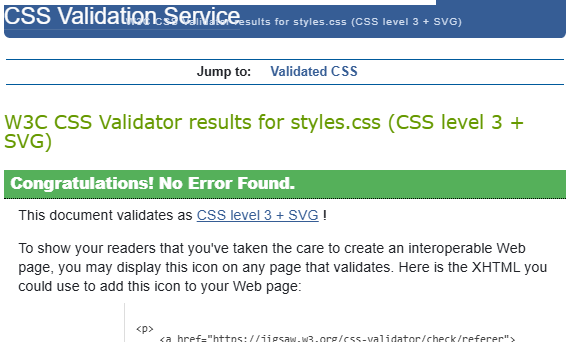 CSS Validation Service
W3C CSS Validator results for styles.css (CSS level 3 + SVG)
Jump to: Validated CSS
W3C CSS Validator results for styles.css (CSS level 3 +
SVG)
Congratulations! No Error Found.
This document validates as CSS level 3 + SVG !
To show your readers that you've taken the care to create an interoperable Web
page, you may display this icon on any page that validates. Here is the XHTML you
could use to add this icon to your Web page:
<p>
<a href="https://jigsaw.w3.org/css-validator/check/referer">